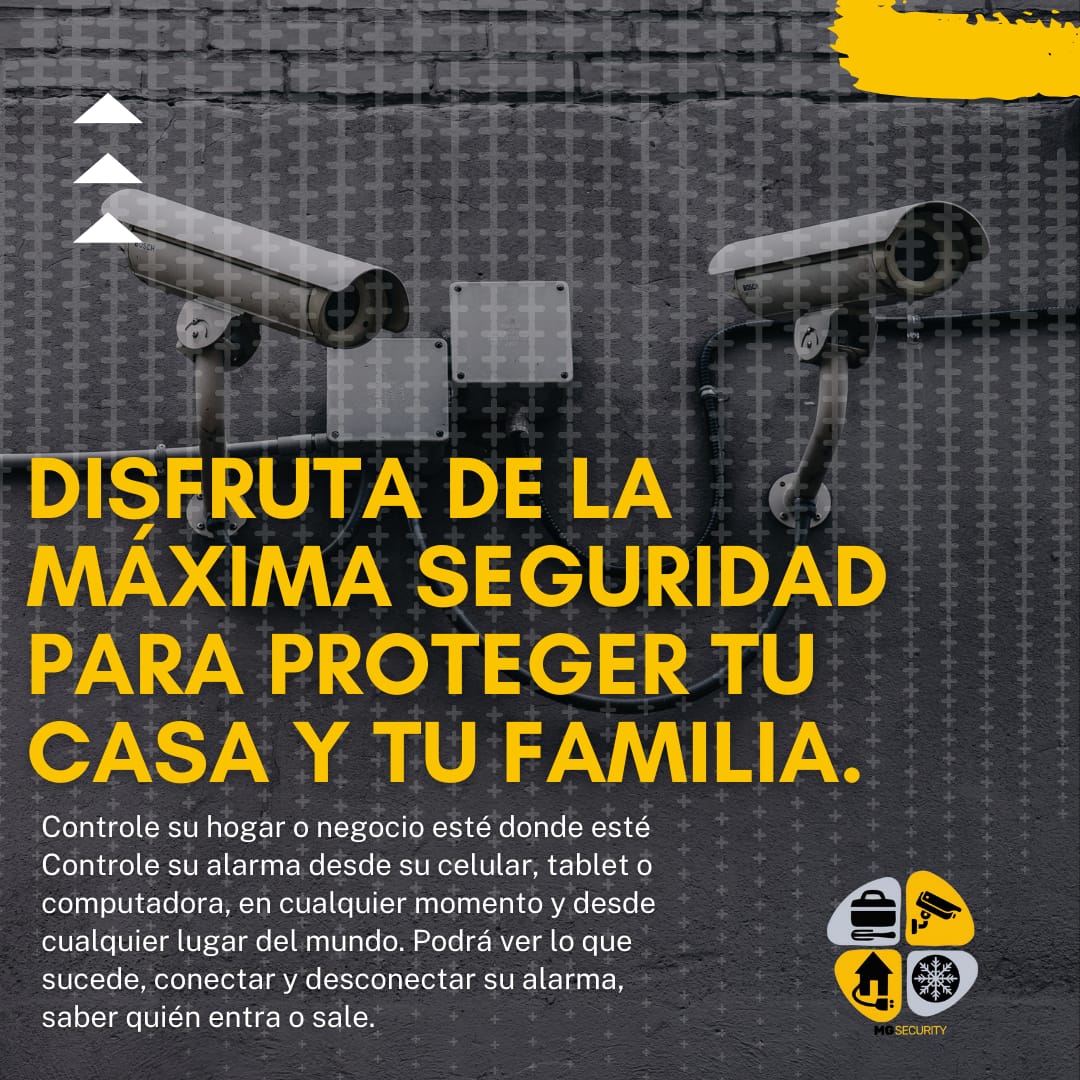 BOSCH
BOSCH
DISFRUTA DE LA
MÁXIMA SEGURIDAD
PARA PROTEGER TU
CASA Y TU FAMILIA.
Controle su hogar o negocio esté donde esté
Controle su alarma desde su celular, tablet o
computadora, en cualquier momento y desde
cualquier lugar del mundo. Podrá ver lo que
sucede, conectar y desconectar su alarma,
saber quién entra o sale.
MG SECURITY